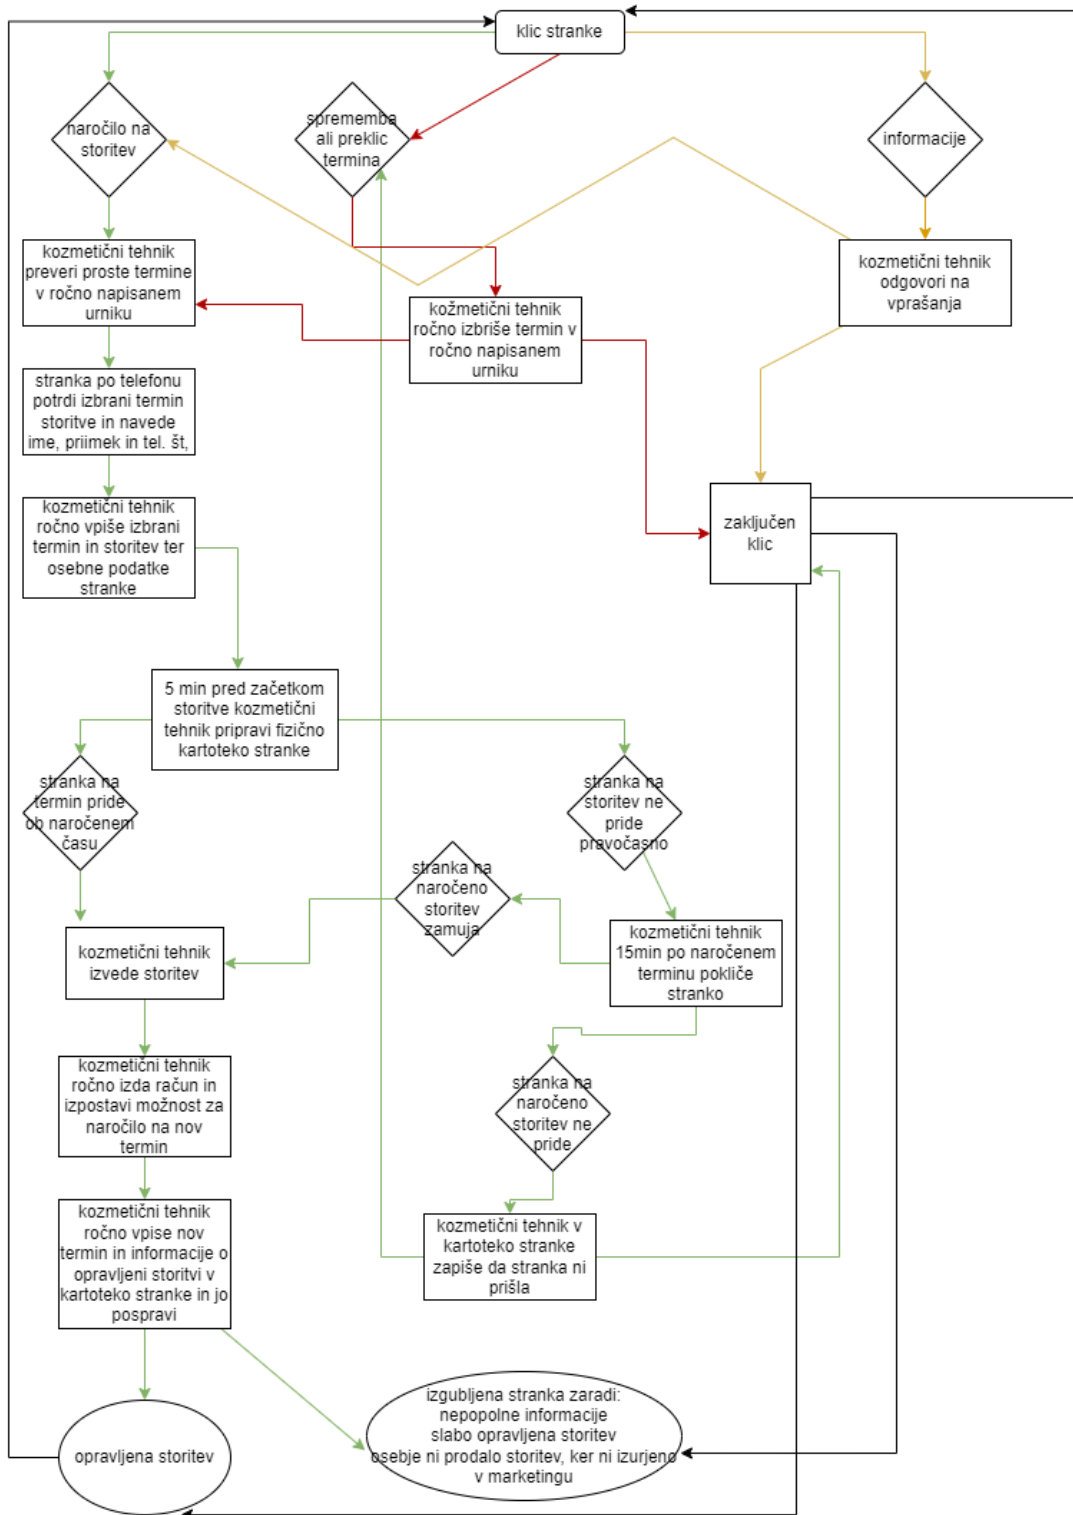 klic stranke
naročilo na
storitev
sprememba
ali preklic
termina
informacije
kozmetični tehnik
preveri proste termine
v ročno napisanem
urniku
kožmetični tehnik
ročno izbriše termin v
ročno napisanem
urniku
kozmetični tehnik
odgovori na
vprašanja
stranka po telefonu
potrdi izbrani termin
storitve in navede
ime, priimek in tel. št,
kozmetični tehnik
ročno vpiše izbrani
termin in storitev ter
osebne podatke
stranke
zaključen
klic
5 min pred začetkom
storitve kozmetični
tehnik pripravi fizično
kartoteko stranke
stranka na
termin pride
ob naročenem
času
stranka na
storitev ne
pride
pravočasno
stranka na
naročeno
storitev
zamuja
kozmetični tehnik
izvede storitev
kozmetični tehnik
15min po naročenem
terminu pokliče
stranko
kozmetični tehnik
ročno izda račun in
izpostavi možnost za
naročilo na nov
termin
stranka na
naročeno
storitev ne
pride
kozmetični tehnik
ročno vpise nov
termin in informacije o
opravljeni storitvi v
kartoteko stranke in jo
pospravi
kozmetični tehnik v
kartoteko stranke
zapiše da stranka ni
prišla
opravljena storitev
izgubljena stranka zaradi:
nepopolne informacije
slabo opravljena storitev
osebje ni prodalo storitev, ker ni izurjeno
v marketingu